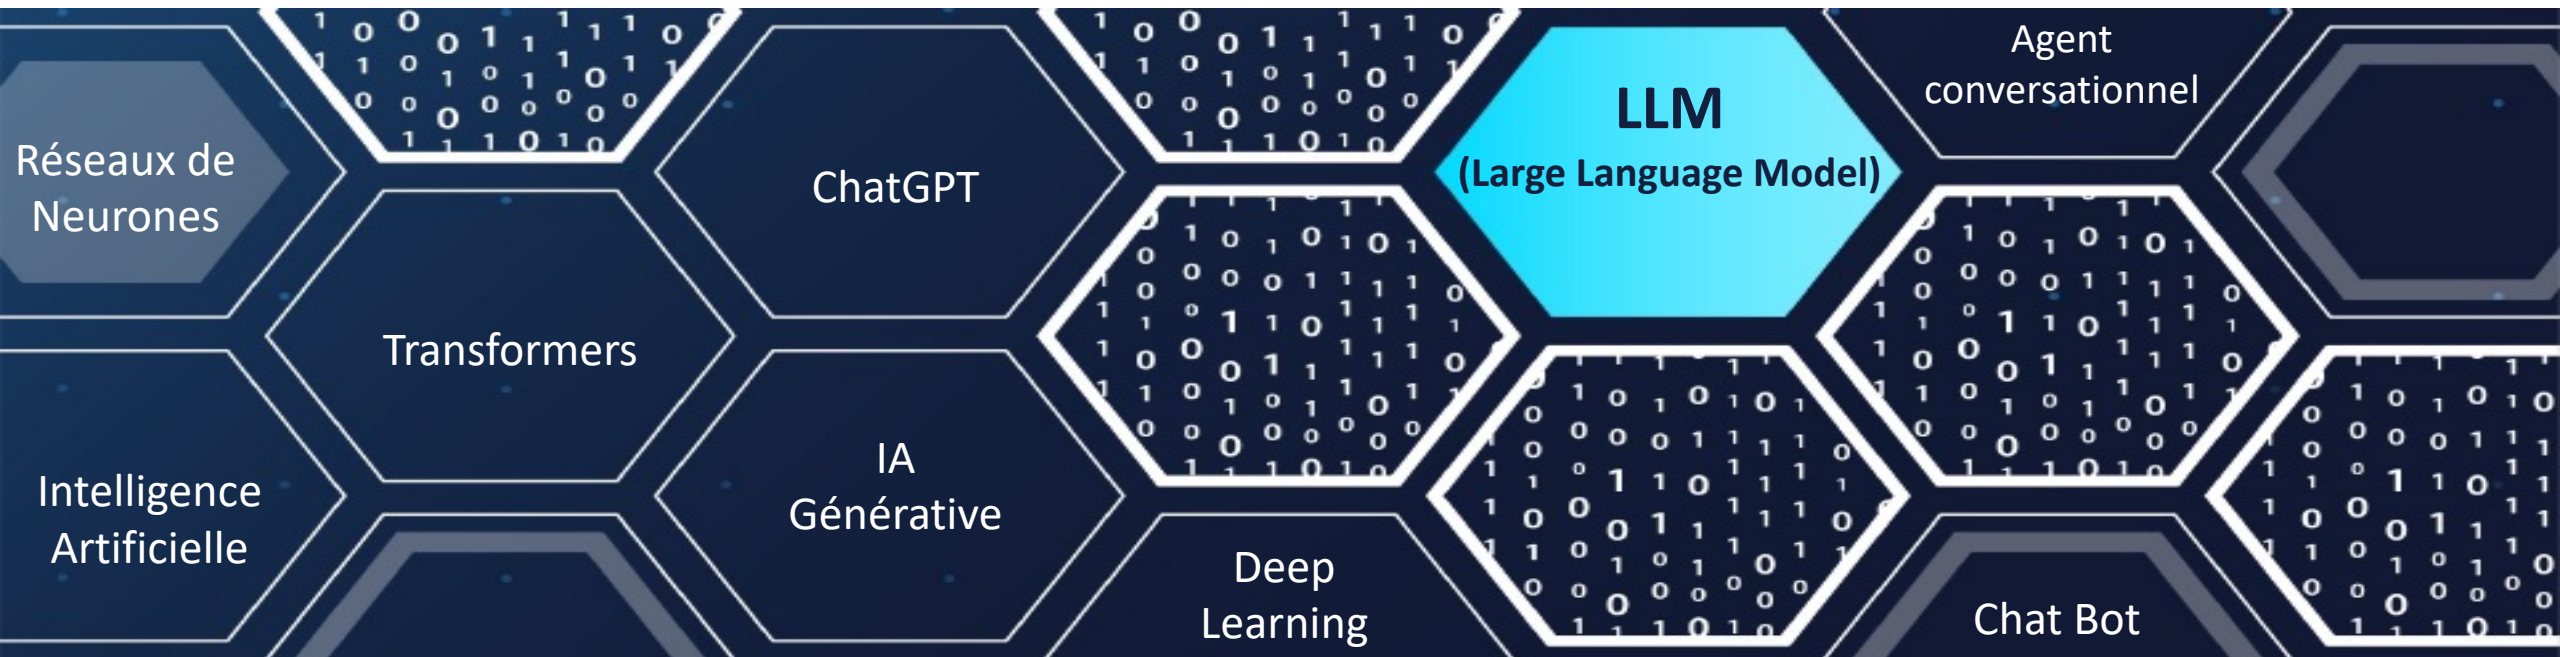 Réseaux de
Neurones
Intelligence
Artificielle
Transformers
ChatGPT
IA
Générative
Deep
Learning
LLM
(Large Language Model)
Agent
conversationnel
Chat Bot